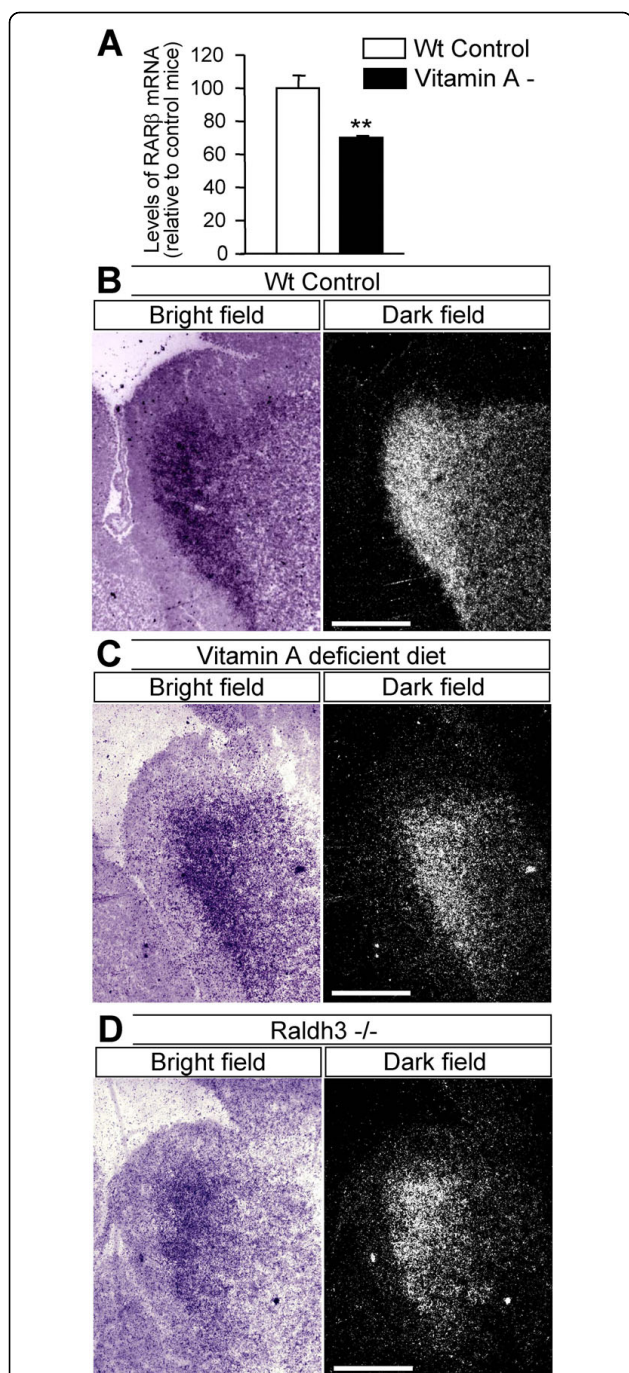 A
Wt Control
Vitamin A -
Levels of RARβ mRNA
(relative to control mice)
120
100
80
60
40
20
0
**
B
Wt Control
Bright field
Dark field
C
Vitamin A deficient diet
Bright field
Dark field
D
Raldh3 -/-
Bright field
Dark field